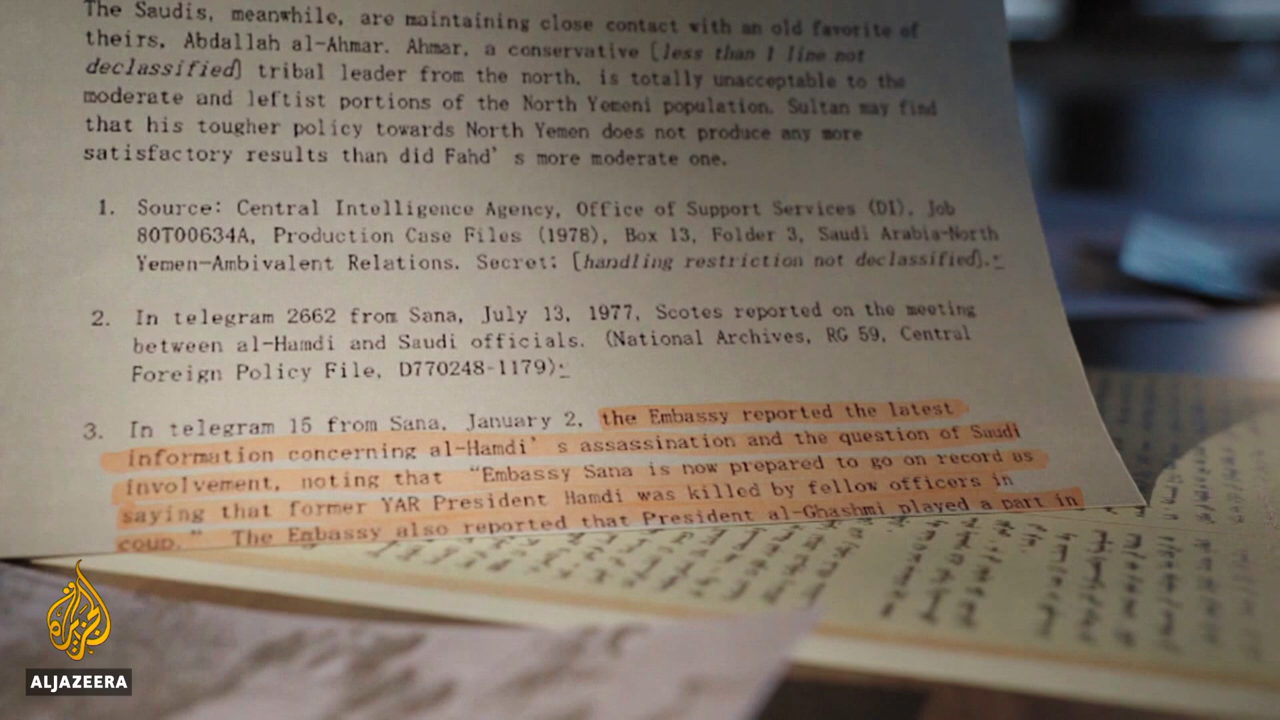 The Saudis, meanwhile, are maintaining close contact with an old favorite of
theirs, Abdallah al-Ahmar. Ahmar, a conservative [less than 1 line not
declassified] tribal leader from the north, is totally unacceptable to the
moderate and leftist portions of the North Yemeni population. Sultan may find
that his tougher policy towards North Yemen does not produce any more
satisfactory results than did Fahd's more moderate one.
1. Source: Central Intelligence Agency, Office of Support Services (DI), Job
80T00634A, Production Case Files (1978), Box 13, Folder 3, Saudi Arabia-North
Yemen—Ambivalent Relations. Secret; [handling restriction not declassified].
2. In telegram 2662 from Sana, July 13, 1977, Scotes reported on the meeting
between al-Hamdi and Saudi officials. (National Archives, RG 59, Central
Foreign Policy File, D770248-1179)
3. In telegram 15 from Sana, January 2, the Embassy reported the latest
information concerning al-Hamdi's assassination and the question of Saudi
involvement, noting that "Embassy Sana is now prepared to go on record as
saying that former YAR President Hamdi was killed by fellow officers in
coup." The Embassy also reported that President al-Ghashmi played a part in
الجزيرة
ALJAZEERA